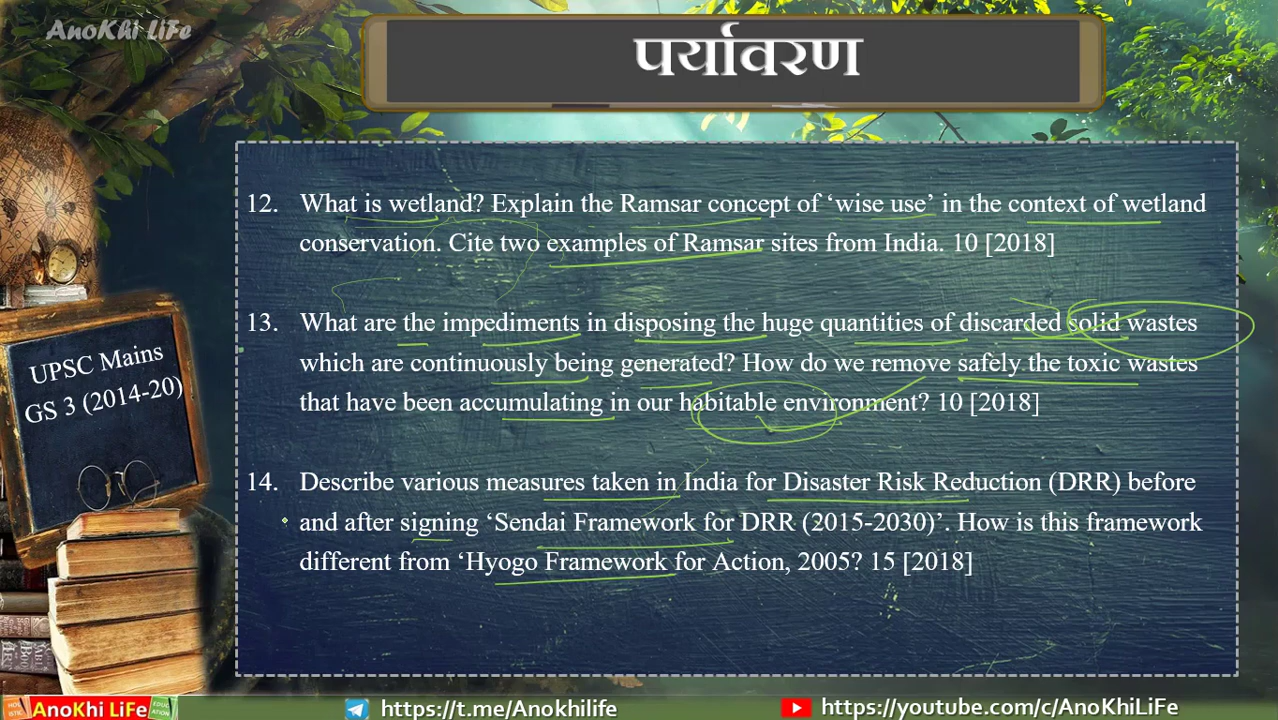 AnoKhi LiFe
पर्यावरण
12. What is wetland? Explain the Ramsar concept of ‘wise use’ in the context of wetland
conservation. Cite two examples of Ramsar sites from India. 10 [2018]
13. What are the impediments in disposing the huge quantities of discarded solid wastes
which are continuously being generated? How do we remove safely the toxic wastes
that have been accumulating in our habitable environment? 10 [2018]
14. Describe various measures taken in India for Disaster Risk Reduction (DRR) before
and after signing ‘Sendai Framework for DRR (2015-2030)’. How is this framework
different from ‘Hyogo Framework for Action, 2005? 15 [2018]
UPSC Mains
GS 3 (2014-20)
AnoKhi LiFe
https://t.me/Anokhilife
https://youtube.com/c/AnoKhiLiFe